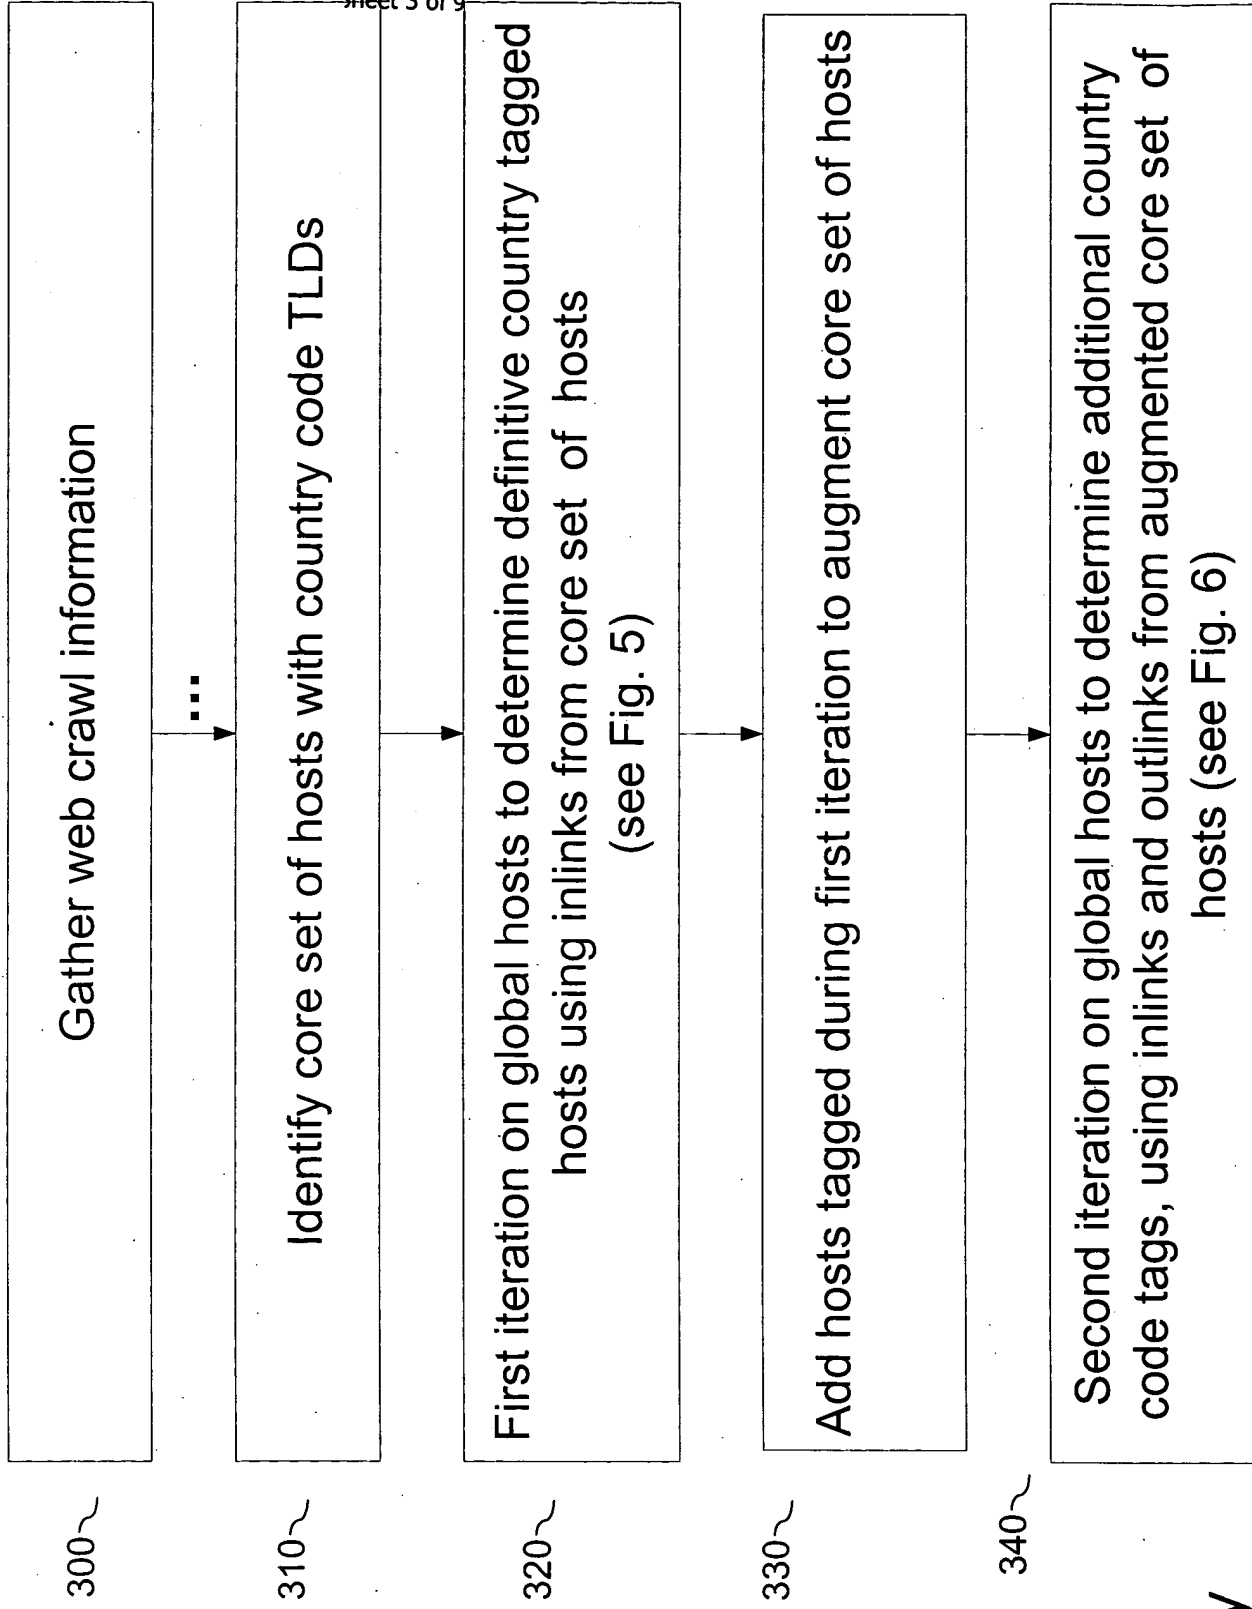 Sheet 3 of 9
300
Gather web crawl information
...
310
Identify core set of hosts with country code TLDs
320
First iteration on global hosts to determine definitive country tagged
hosts using inlinks from core set of hosts
(see Fig. 5)
330
Add hosts tagged during first iteration to augment core set of hosts
340
Second iteration on global hosts to determine additional country
code tags, using inlinks and outlinks from augmented core set of
hosts (see Fig. 6)